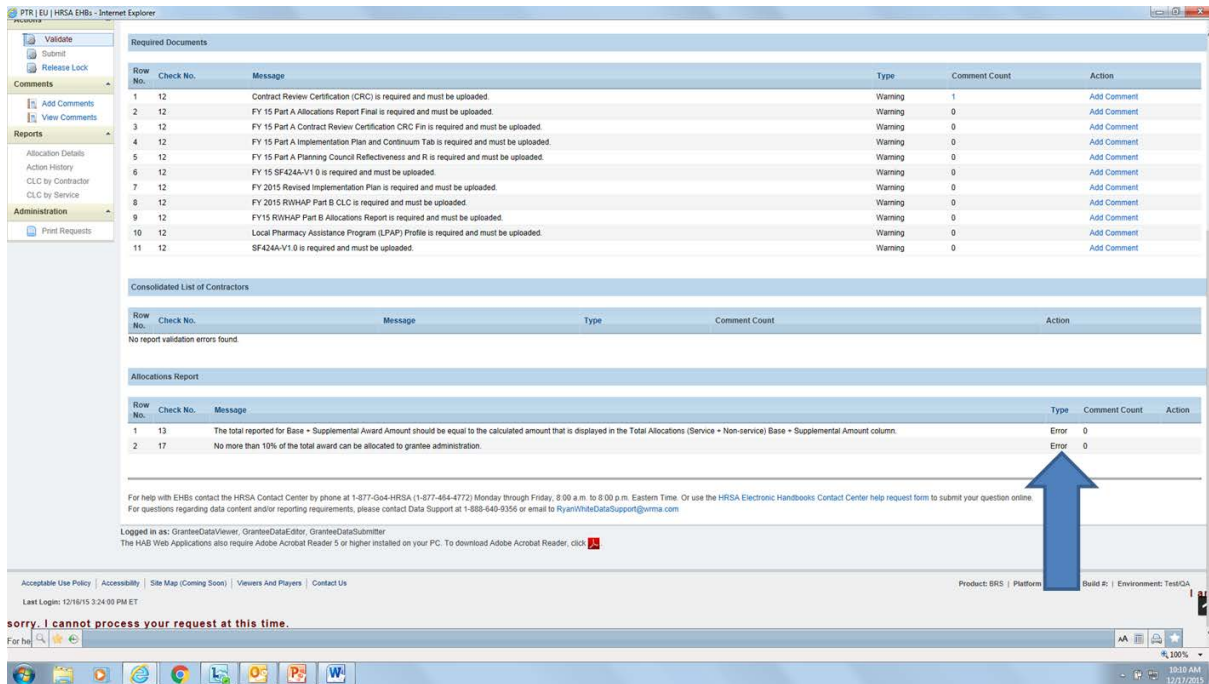 PTR | EU | HRSA EHBs - Internet Explorer
Actions
Validate
Submit
Release Lock
Comments
Add Comments
View Comments
Reports
Allocation Details
Action History
CLC by Contractor
CLC by Service
Administration
Print Requests
Required Documents
Row No. Check No. Message Type Comment Count Action
1 12 Contract Review Certification (CRC) is required and must be uploaded. Warning 1 Add Comment
2 12 FY 15 Part A Allocations Report Final is required and must be uploaded. Warning 0 Add Comment
3 12 FY 15 Part A Contract Review Certification CRC Fin is required and must be uploaded. Warning 0 Add Comment
4 12 FY 15 Part A Implementation Plan and Continuum Tab is required and must be uploaded. Warning 0 Add Comment
5 12 FY 15 Part A Planning Council Reflectiveness and R is required and must be uploaded. Warning 0 Add Comment
6 12 FY 15 SF424A-V1 0 is required and must be uploaded. Warning 0 Add Comment
7 12 FY 2015 Revised Implementation Plan is required and must be uploaded. Warning 0 Add Comment
8 12 FY 2015 RWHAP Part B CLC is required and must be uploaded. Warning 0 Add Comment
9 12 FY15 RWHAP Part B Allocations Report is required and must be uploaded. Warning 0 Add Comment
10 12 Local Pharmacy Assistance Program (LPAP) Profile is required and must be uploaded. Warning 0 Add Comment
11 12 SF424A-V1.0 is required and must be uploaded. Warning 0 Add Comment
Consolidated List of Contractors
Row No. Check No. Message Type Comment Count Action
No report validation errors found.
Allocations Report
Row No. Check No. Message Type Comment Count Action
1 13 The total reported for Base + Supplemental Award Amount should be equal to the calculated amount that is displayed in the Total Allocations (Service + Non-service) Base + Supplemental Amount column. Error 0
2 17 No more than 10% of the total award can be allocated to grantee administration. Error 0
For help with EHBs contact the HRSA Contact Center by phone at 1-877-Go4-HRSA (1-877-464-4772) Monday through Friday, 8:00 a.m. to 8:00 p.m. Eastern Time. Or use the HRSA Electronic Handbooks Contact Center help request form to submit your question online.
For questions regarding data content and/or reporting requirements, please contact Data Support at 1-888-640-9356 or email to RyanWhiteDataSupport@wrma.com
Logged in as: GranteeDataViewer, GranteeDataEditor, GranteeDataSubmitter
The HAB Web Applications also require Adobe Acrobat Reader 5 or higher installed on your PC. To download Adobe Acrobat Reader, click
Acceptable Use Policy | Accessibility | Site Map (Coming Soon) | Viewers And Players | Contact Us
Product: BRS | Platform Build #: | Environment: Test/QA
Last Login: 12/16/15 3:24:00 PM ET
sorry. I cannot process your request at this time.
For he
100%
10:10 AM
12/17/2015